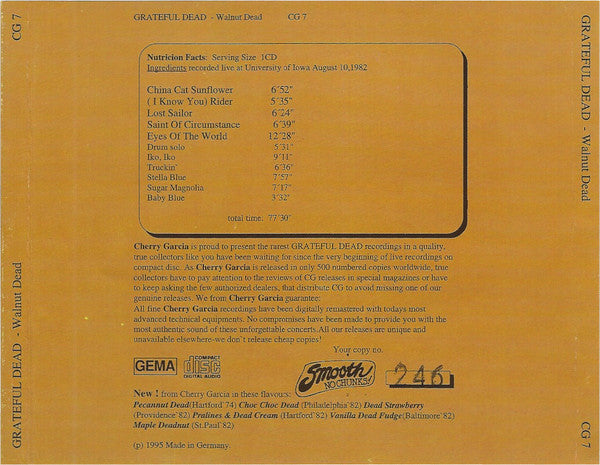 GRATEFUL DEAD - Walnut Dead CG 7
Nutricion Facts: Serving Size 1CD
Ingredients recorded live at University of Iowa August 10,1982
China Cat Sunflower 6'52"
( I Know You) Rider 5'35"
Lost Sailor 6'24"
Saint Of Circumstance 6'39"
Eyes Of The World 12'28"
Drum solo 5'31"
Iko, Iko 9'11"
Truckin' 6'36"
Stella Blue 7'57"
Sugar Magnolia 7'17"
Baby Blue 3'32"
total time. 77'30"
Cherry Garcia is proud to present the rarest GRATEFUL DEAD recordings in a quality,
true collectors like you have been waiting for since the very beginning of live recordings on
compact disc. As Cherry Garcia is released in only 500 numbered copies worldwide, true
collectors have to pay attention to the reviews of CG releases in special magazines or have
to keep asking the few authorized dealers, that distribute CG to avoid missing one of our
genuine releases. We from Cherry Garcia guarantee:
All fine Cherry Garcia recordings have been digitally remastered with todays most
advanced technical equipments. No compromises have been made to provide you with the
most authentic sound of these unforgettable concerts.All our releases are unique and
unavailable elsewhere-we don't release cheap copies!
Your copy no.
GEMA
COMPACT
disc
DIGITAL AUDIO
Smooth
NO CHUNKS!
246
New ! from Cherry Garcia in these flavours:
Pecannut Dead(Hartford'74) Choc Choc Dead (Philadelphia'82) Dead Strawberry
(Providence'82) Pralines & Dead Cream (Hartford'82) Vanilla Dead Fudge(Baltimore'82)
Maple Deadnut (St.Paul'82)
(p) 1995 Made in Germany.
GRATEFUL DEAD - Walnut Dead CG 7
GRATEFUL DEAD - Walnut Dead CG 7